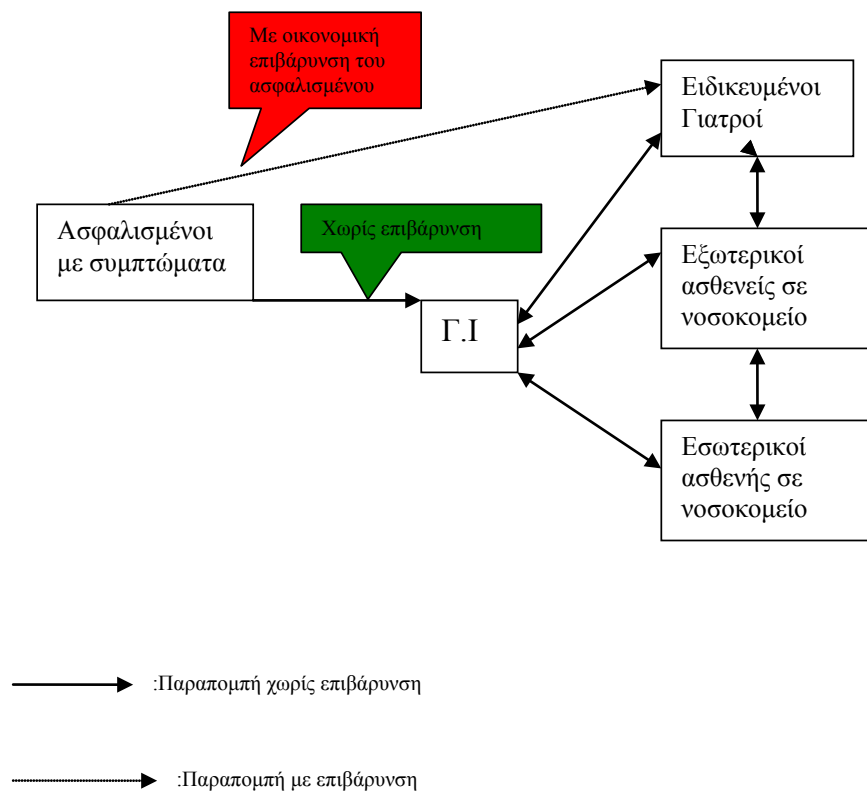 Με οικονομική
επιβάρυνση του
ασφαλισμένου
Ειδικευμένοι
Γιατροί
Ασφαλισμένοι
με συμπτώματα
Χωρίς επιβάρυνση
Γ.Ι
Εξωτερικοί
ασθενείς σε
νοσοκομείο
Εσωτερικοί
ασθενής σε
νοσοκομείο
:Παραπομπή χωρίς επιβάρυνση
:Παραπομπή με επιβάρυνση